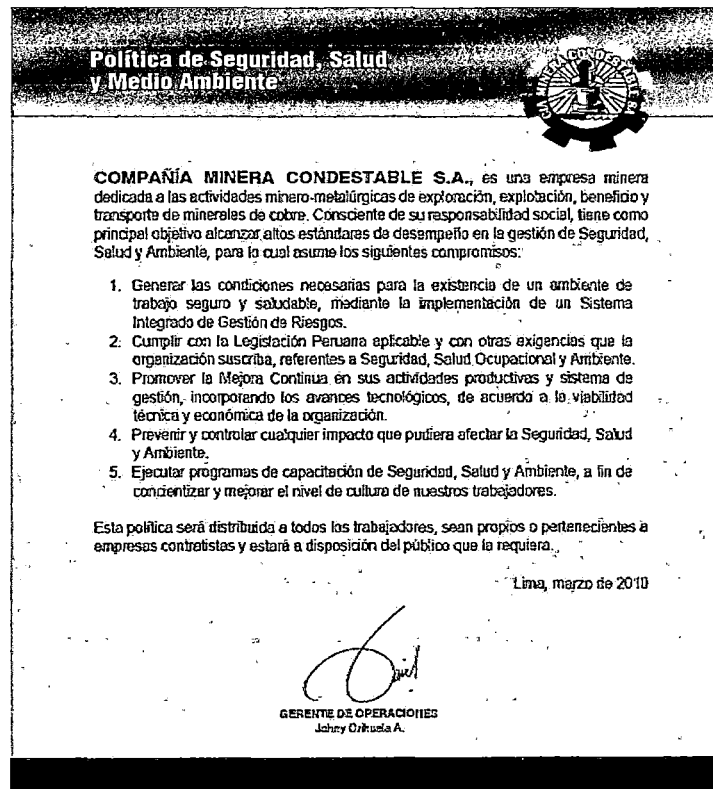 Política de Seguridad, Salud
y Medio Ambiente
CIA. MINERA CONDESTABLE
COMPAÑÍA MINERA CONDESTABLE S.A., es una empresa minera
dedicada a las actividades minero-metalúrgicas de exploración, explotación, beneficio y
transporte de minerales de cobre. Consciente de su responsabilidad social, tiene como
principal objetivo alcanzar altos estándares de desempeño en la gestión de Seguridad,
Salud y Ambiente, para lo cual asume los siguientes compromisos:
1. Generar las condiciones necesarias para la existencia de un ambiente de
trabajo seguro y saludable, mediante la implementación de un Sistema
Integrado de Gestión de Riesgos.
2. Cumplir con la Legislación Peruana aplicable y con otras exigencias que la
organización suscriba, referentes a Seguridad, Salud Ocupacional y Ambiente.
3. Promover la Mejora Continua en sus actividades productivas y sistema de
gestión, incorporando los avances tecnológicos, de acuerdo a la viabilidad
técnica y económica de la organización.
4. Prevenir y controlar cualquier impacto que pudiera afectar la Seguridad, Salud
y Ambiente.
5. Ejecutar programas de capacitación de Seguridad, Salud y Ambiente, a fin de
concientizar y mejorar el nivel de cultura de nuestros trabajadores.
Esta política será distribuida a todos los trabajadores, sean propios o pertenecientes a
empresas contratistas y estará a disposición del público que la requiera.
Lima, marzo de 2010
GERENTE DE OPERACIONES
Johny Orihuela A.